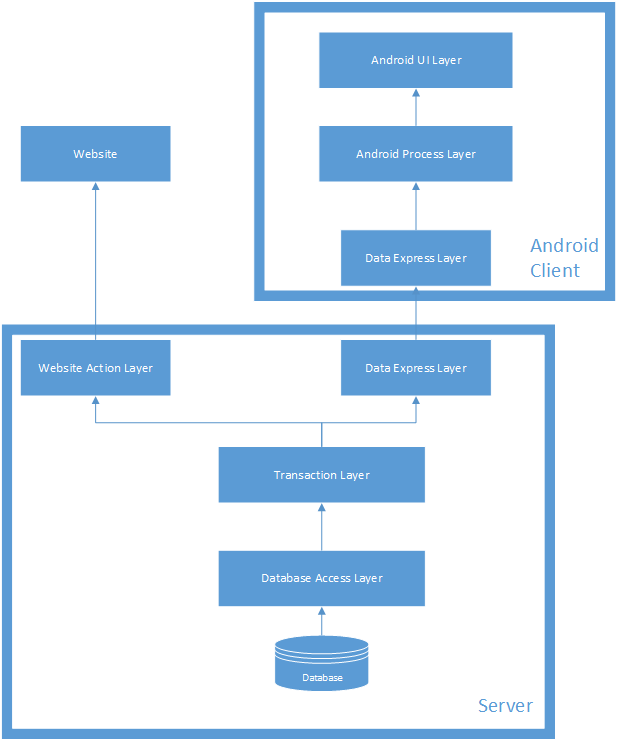 Android UI Layer
Website
Android Process Layer
Data Express Layer
Android
Client
Website Action Layer
Data Express Layer
Transaction Layer
Database Access Layer
Database
Server